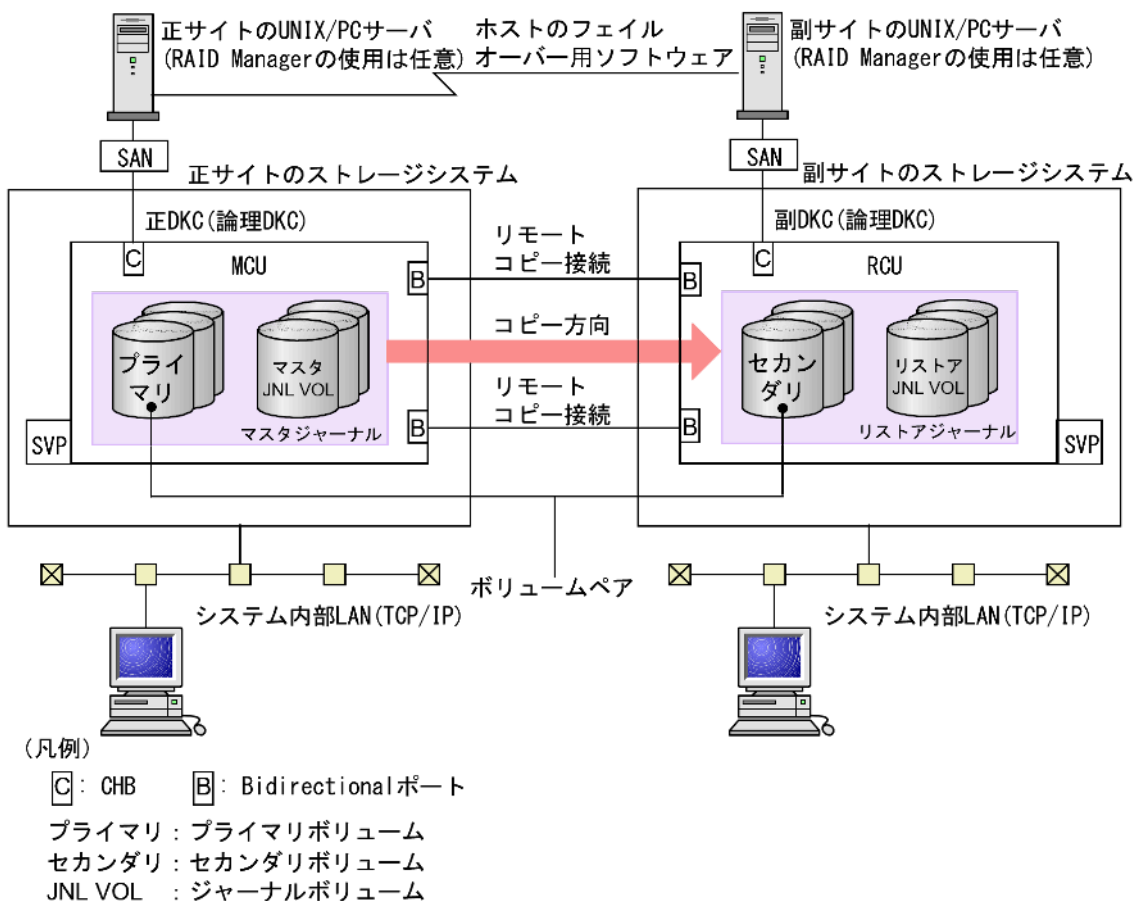 正サイトのUNIX/PCサーバ
(RAID Managerの使用は任意)
ホストのフェイル
オーバー用ソフトウェア
副サイトのUNIX/PCサーバ
(RAID Managerの使用は任意)
SAN
SAN
正サイトのストレージシステム
副サイトのストレージシステム
正DKC(論理DKC)
副DKC(論理DKC)
C
MCU
リモート
コピー接続
C
RCU
B
B
プライ
マリ
マスタ
JNL VOL
コピー方向
セカン
ダリ
リストア
JNL VOL
リモート
コピー接続
B
B
マスタジャーナル
リストアジャーナル
SVP
SVP
ボリュームペア
システム内部LAN(TCP/IP)
システム内部LAN(TCP/IP)
(凡例)
C: CHB B: Bidirectionalポート
プライマリ:プライマリボリューム
セカンダリ:セカンダリボリューム
JNL VOL :ジャーナルボリューム